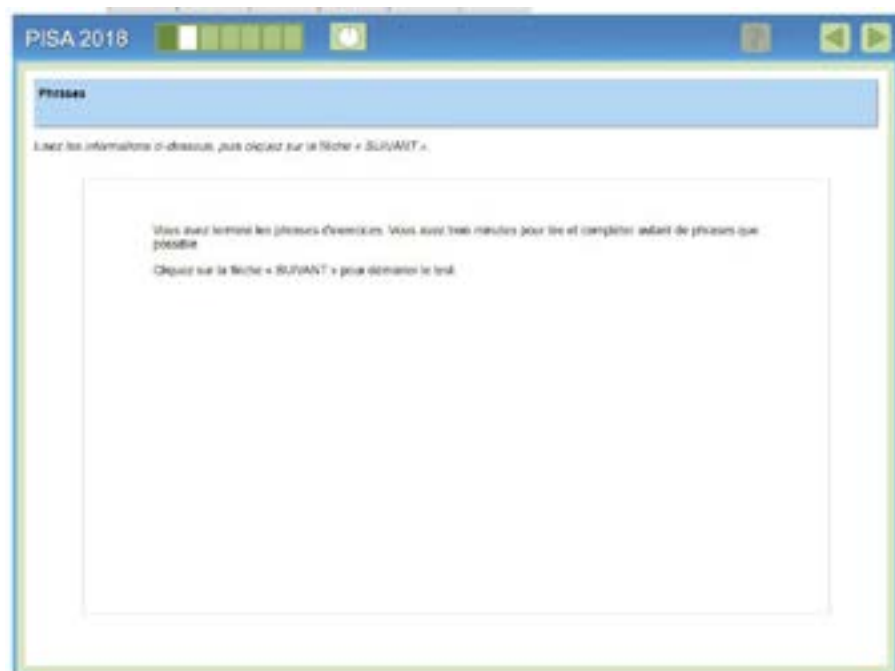 PISA 2018
Phrases
Lisez les informations ci-dessous, puis cliquez sur la flèche « SUIVANT ».
Vous avez terminé les phrases d'exercices. Vous avez trois minutes pour lire et compléter autant de phrases que
possible.
Cliquez sur la flèche « SUIVANT » pour démarrer le test.